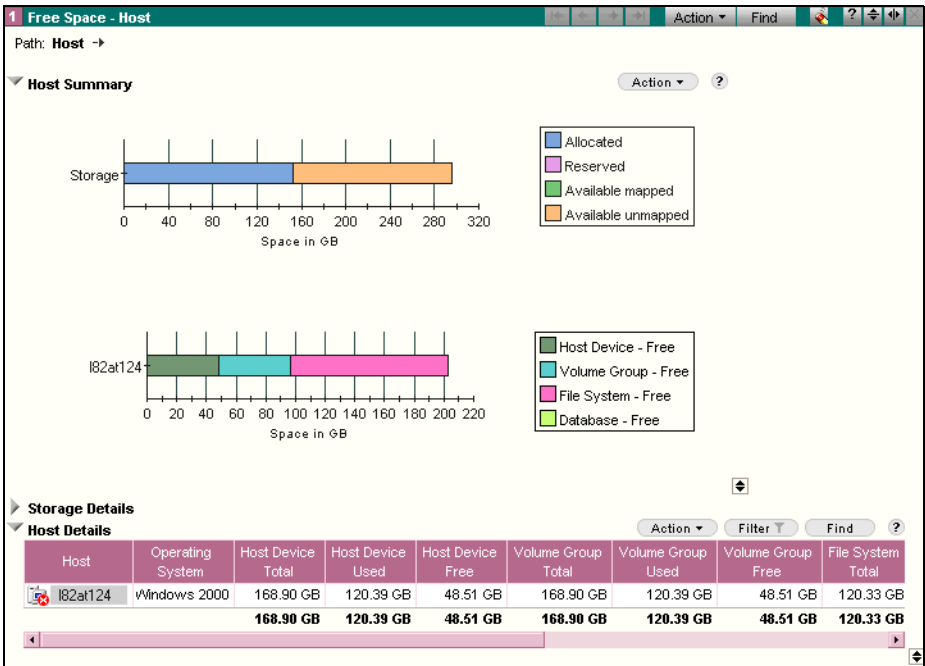 1 Free Space - Host Action Find ?
Path: Host
Host Summary Action ?
Storage
0 40 80 120 160 200 240 280 320
Space in GB
Allocated
Reserved
Available mapped
Available unmapped
l82at124
0 20 40 60 80 100 120 140 160 180 200 220
Space in GB
Host Device - Free
Volume Group - Free
File System - Free
Database - Free
Storage Details
Host Details Action Filter Find ?
Host Operating System Host Device Total Host Device Used Host Device Free Volume Group Total Volume Group Used Volume Group Free File System Total
l82at124 Windows 2000 168.90 GB 120.39 GB 48.51 GB 168.90 GB 120.39 GB 48.51 GB 120.33 GB
168.90 GB 120.39 GB 48.51 GB 168.90 GB 120.39 GB 48.51 GB 120.33 GB